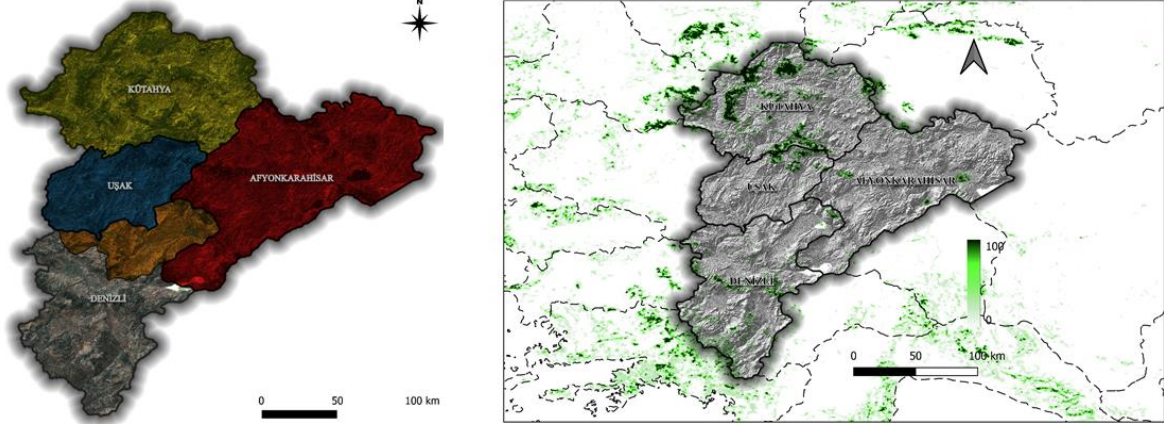 N
KÜTAHYA
UŞAK
AFYONKARAHİSAR
DENİZLİ
0 50 100 km
KÜTAHYA
UŞAK
AFYONKARAHİSAR
DENİZLİ
100
0
0 50 100 km